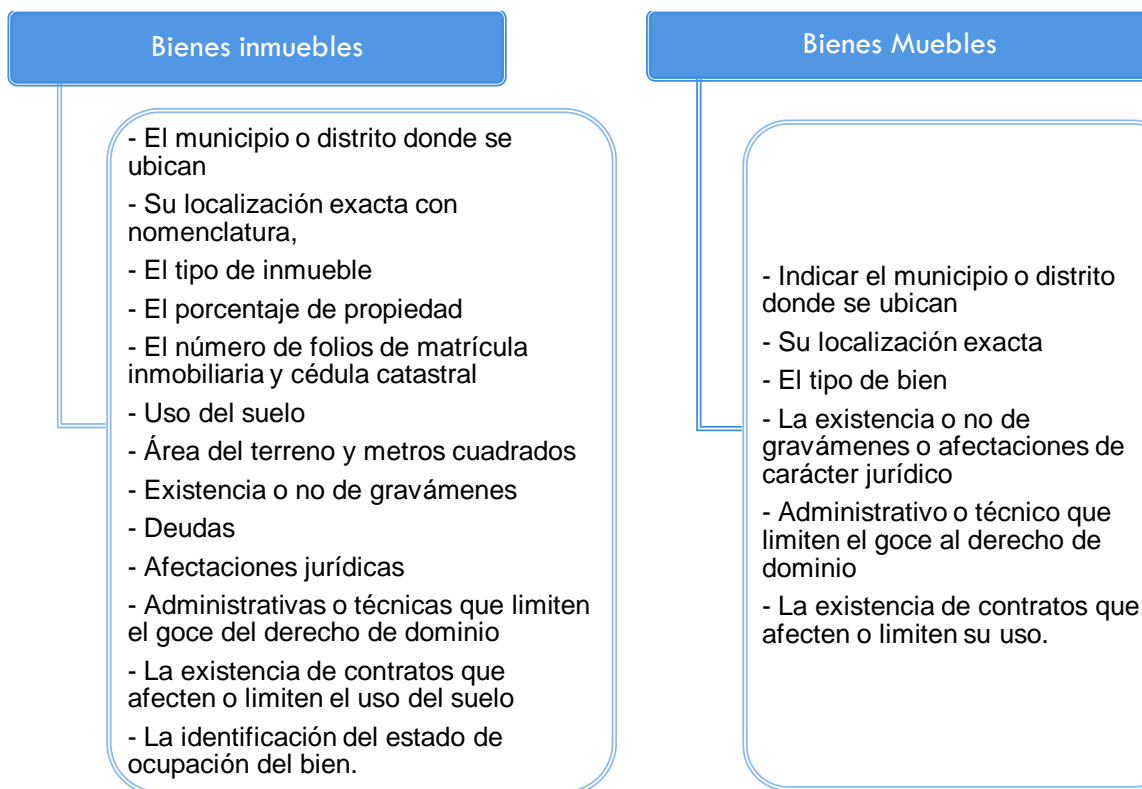 Bienes inmuebles
- El municipio o distrito donde se
ubican
- Su localización exacta con
nomenclatura,
- El tipo de inmueble
- El porcentaje de propiedad
- El número de folios de matrícula
inmobiliaria y cédula catastral
- Uso del suelo
- Área del terreno y metros cuadrados
- Existencia o no de gravámenes
- Deudas
- Afectaciones jurídicas
- Administrativas o técnicas que limiten
el goce del derecho de dominio
- La existencia de contratos que
afecten o limiten el uso del suelo
- La identificación del estado de
ocupación del bien.
Bienes Muebles
- Indicar el municipio o distrito
donde se ubican
- Su localización exacta
- El tipo de bien
- La existencia o no de
gravámenes o afectaciones de
carácter jurídico
- Administrativo o técnico que
limiten el goce al derecho de
dominio
- La existencia de contratos que
afecten o limiten su uso.